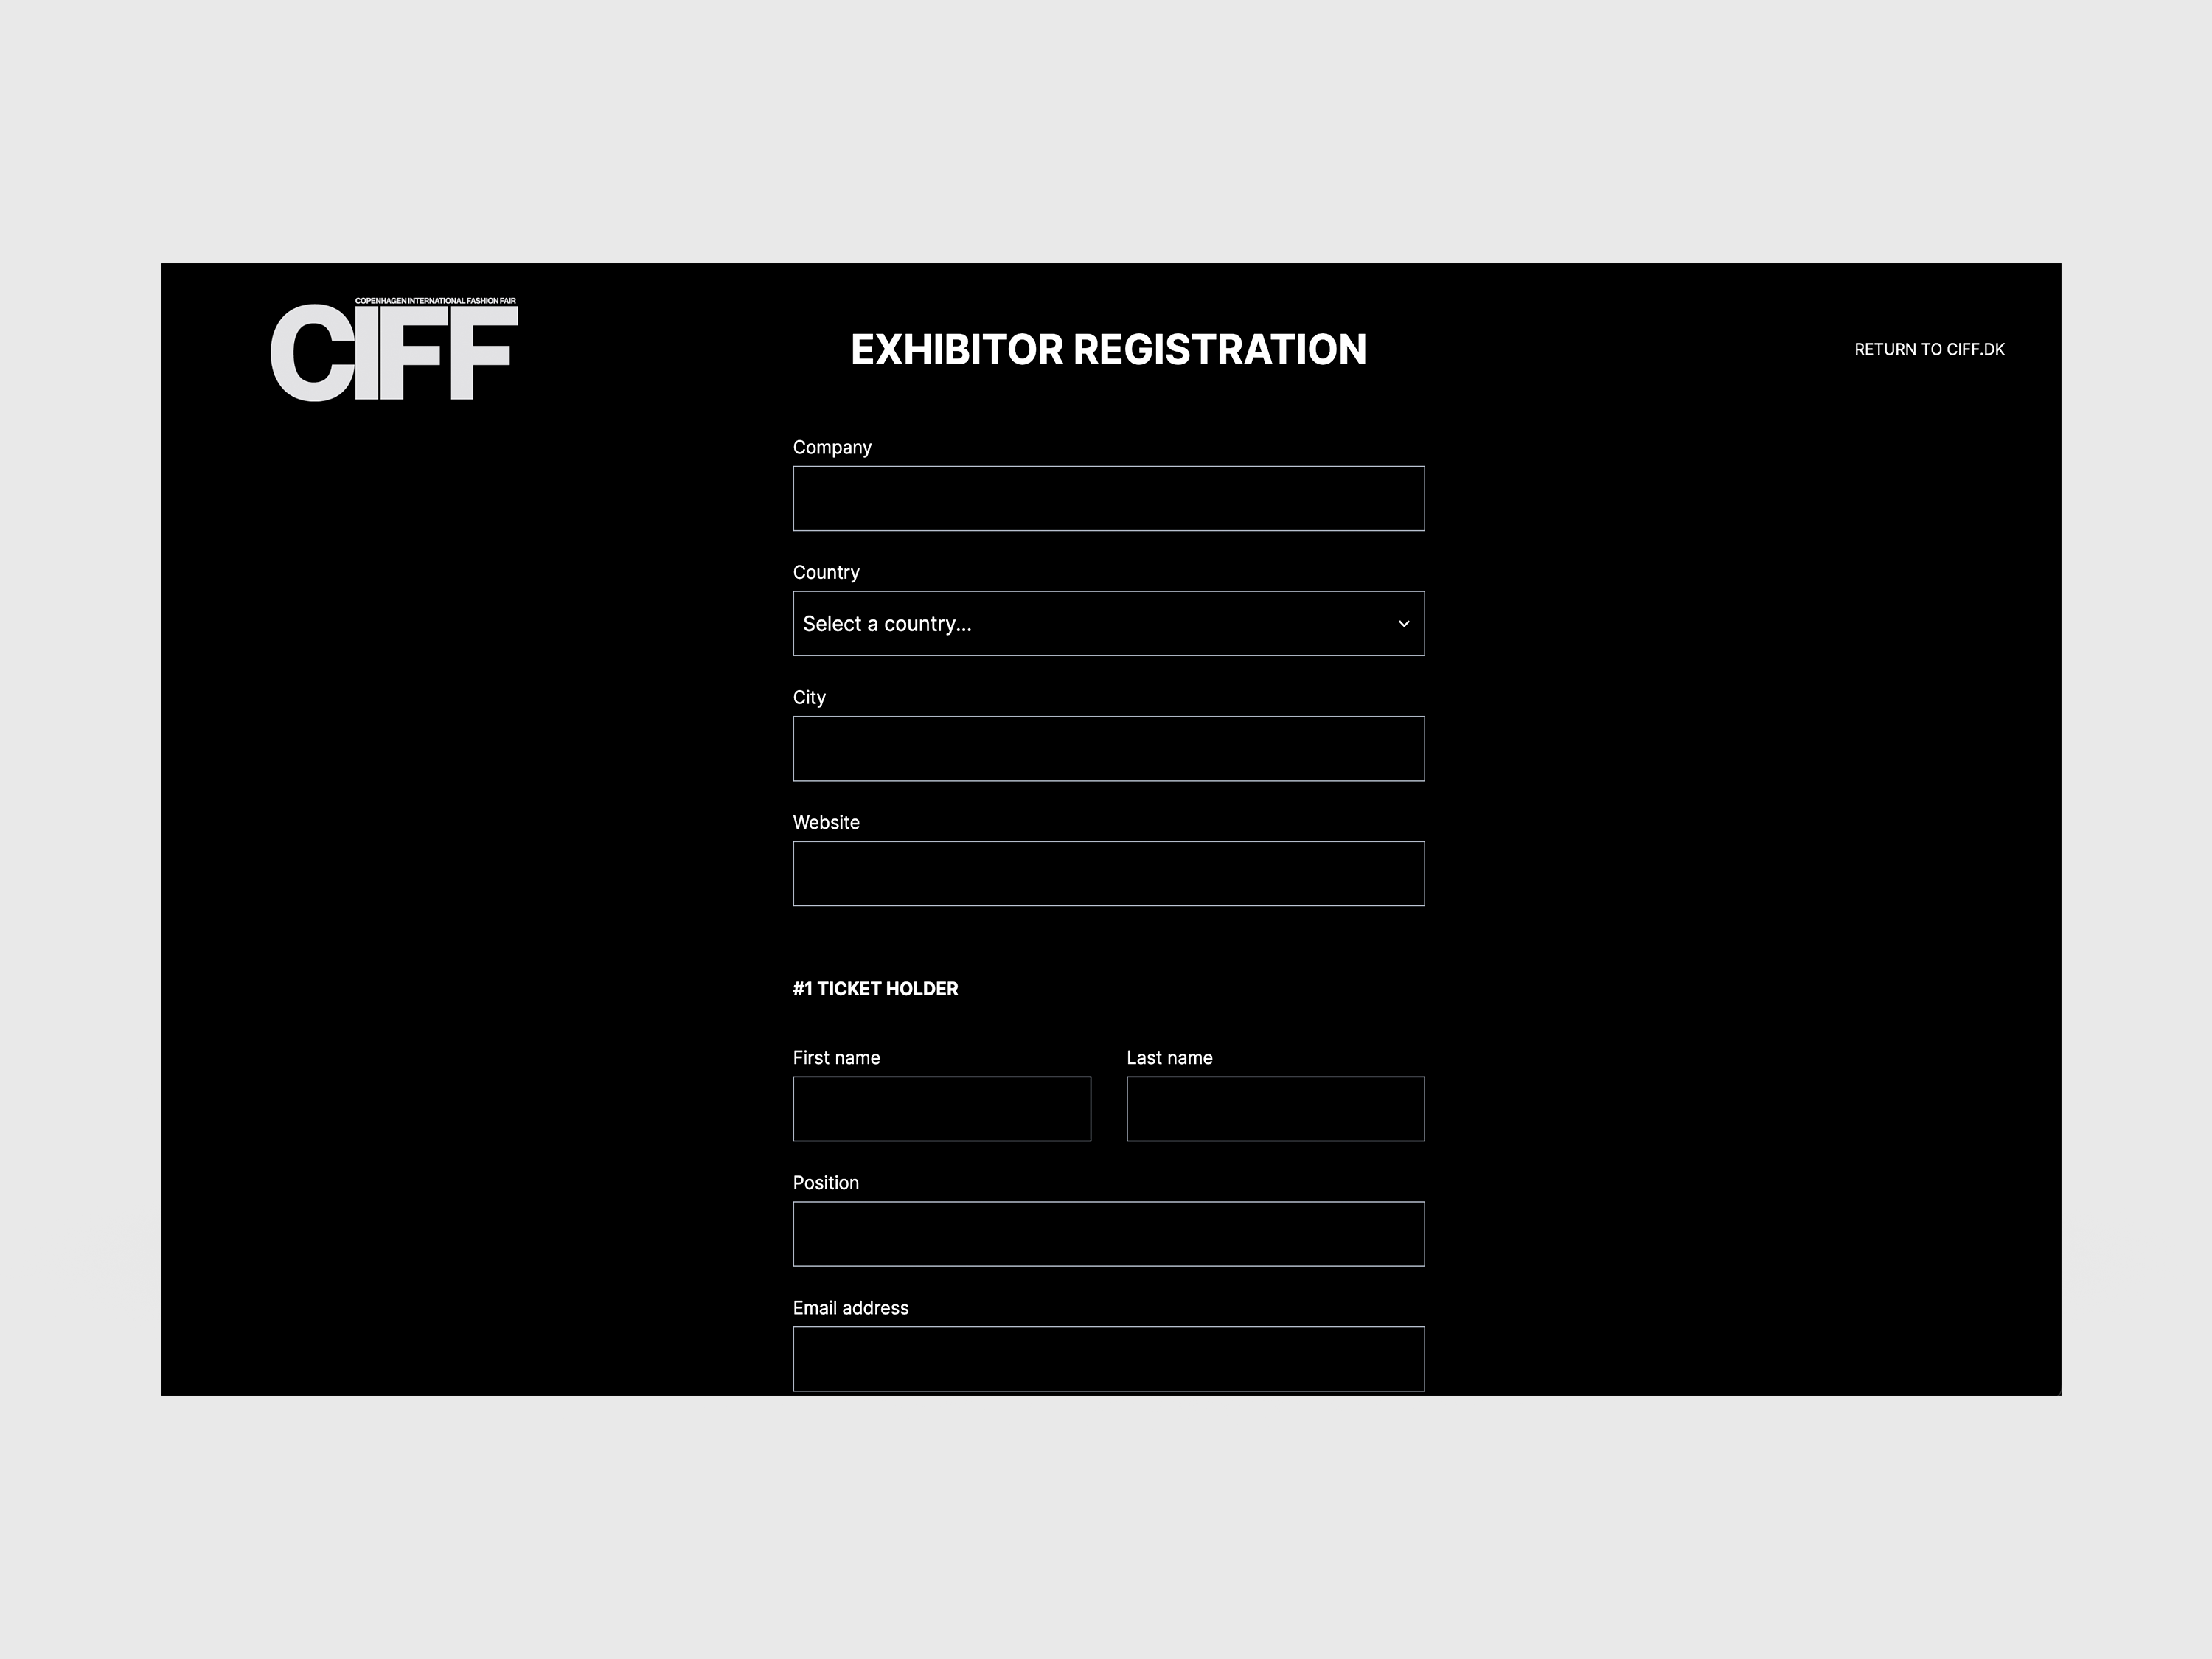 COPENHAGEN INTERNATIONAL FASHION FAIR
CIFF
EXHIBITOR REGISTRATION
RETURN TO CIFF.DK
Company
Country
Select a country...
City
Website
#1 TICKET HOLDER
First name
Last name
Position
Email address